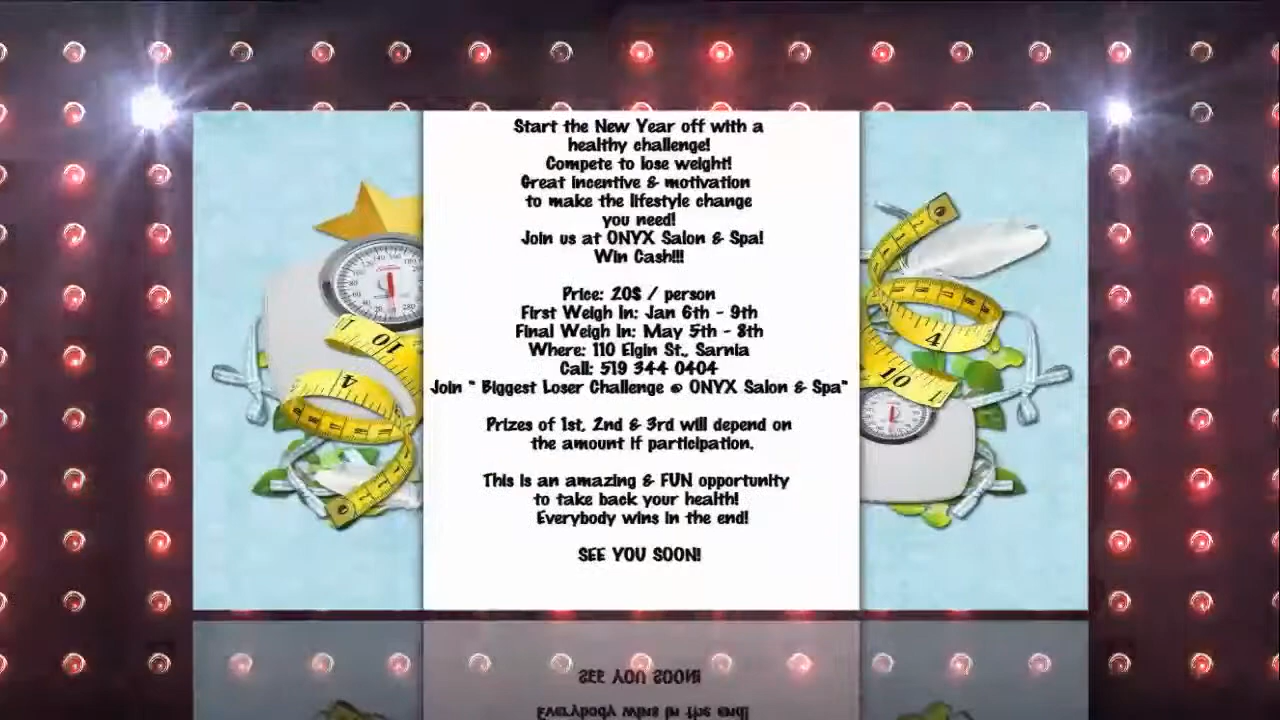 Start the New Year off with a
healthy challenge!
Compete to lose weight!
Great incentive & motivation
to make the lifestyle change
you need!
Join us at ONYX Salon & Spa!
Win Cash!!!
Price: 20$ / person
First Weigh In: Jan 6th - 9th
Final Weigh In: May 5th - 8th
Where: 110 Elgin St., Sarnia
Call: 519 344 0404
Join " Biggest Loser Challenge @ ONYX Salon & Spa"
Prizes of 1st, 2nd & 3rd will depend on
the amount if participation.
This is an amazing & FUN opportunity
to take back your health!
Everybody wins in the end!
SEE YOU SOON!